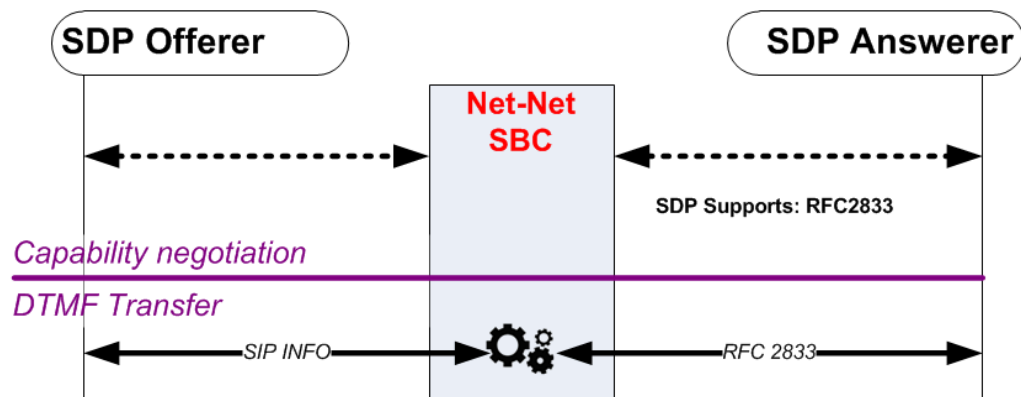 SDP Offerer
SDP Answerer
Net-Net
SBC
SDP Supports: RFC2833
Capability negotiation
DTMF Transfer
SIP INFO
RFC 2833